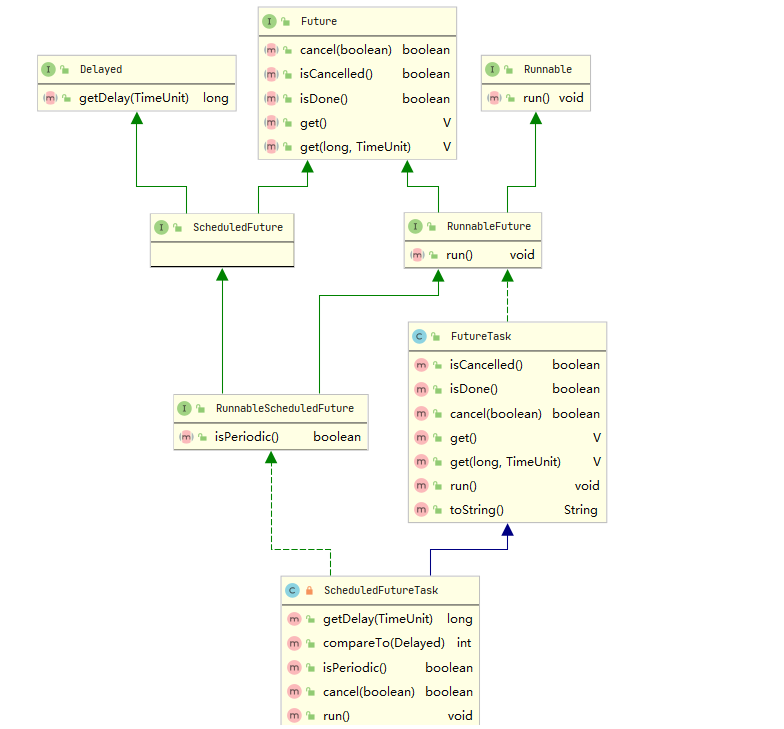 Future
cancel(boolean) boolean
isCancelled() boolean
isDone() boolean
get() V
get(long, TimeUnit) V
Delayed
getDelay(TimeUnit) long
Runnable
run() void
ScheduledFuture
RunnableFuture
run() void
FutureTask
isCancelled() boolean
isDone() boolean
cancel(boolean) boolean
get() V
get(long, TimeUnit) V
run() void
toString() String
RunnableScheduledFuture
isPeriodic() boolean
ScheduledFutureTask
getDelay(TimeUnit) long
compareTo(Delayed) int
isPeriodic() boolean
cancel(boolean) boolean
run() void